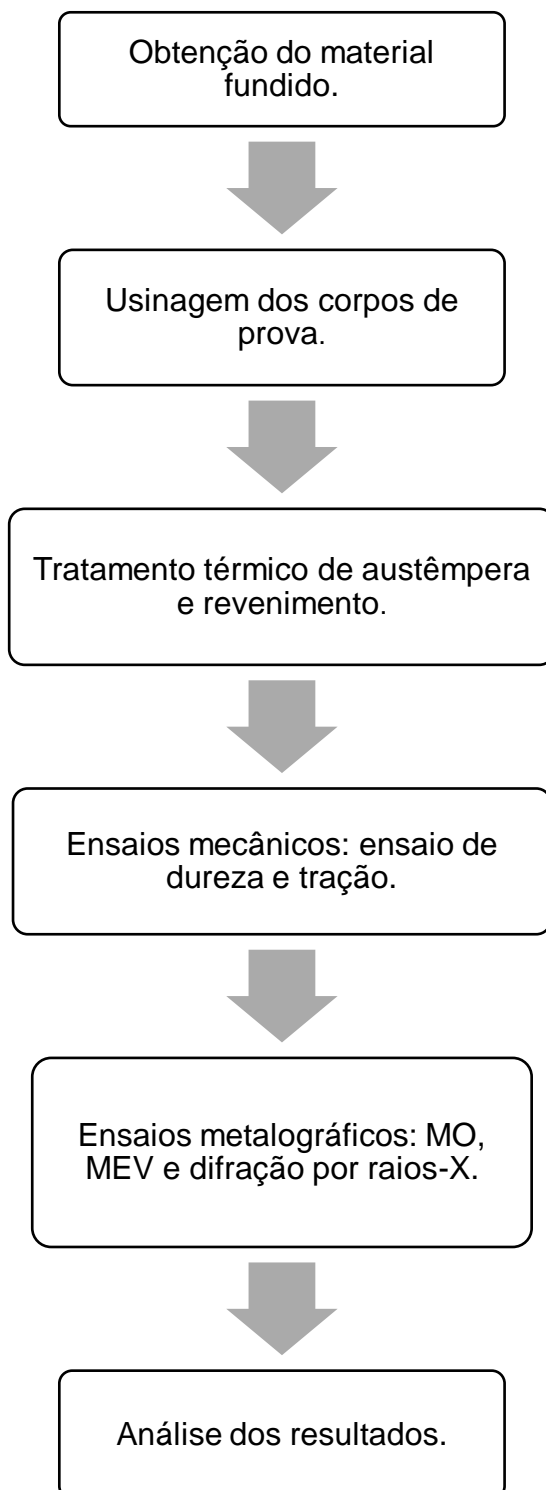 Obtenção do material
fundido.
Usinagem dos corpos de
prova.
Tratamento térmico de austêmpera
e revenimento.
Ensaios mecânicos: ensaio de
dureza e tração.
Ensaios metalográficos: MO,
MEV e difração por raios-X.
Análise dos resultados.